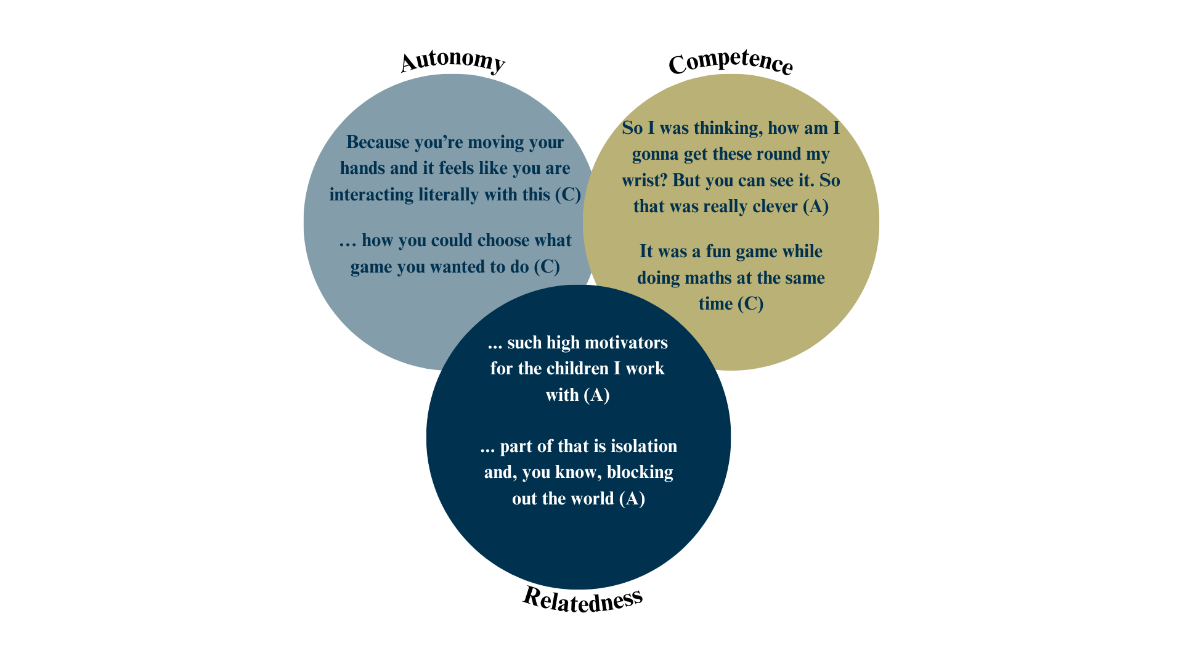 Autonomy
Because you’re moving your
hands and it feels like you are
interacting literally with this (C)
… how you could choose what
game you wanted to do (C)
Competence
So I was thinking, how am I
gonna get these round my
wrist? But you can see it. So
that was really clever (A)
It was a fun game while
doing maths at the same
time (C)
... such high motivators
for the children I work
with (A)
... part of that is isolation
and, you know, blocking
out the world (A)
Relatedness